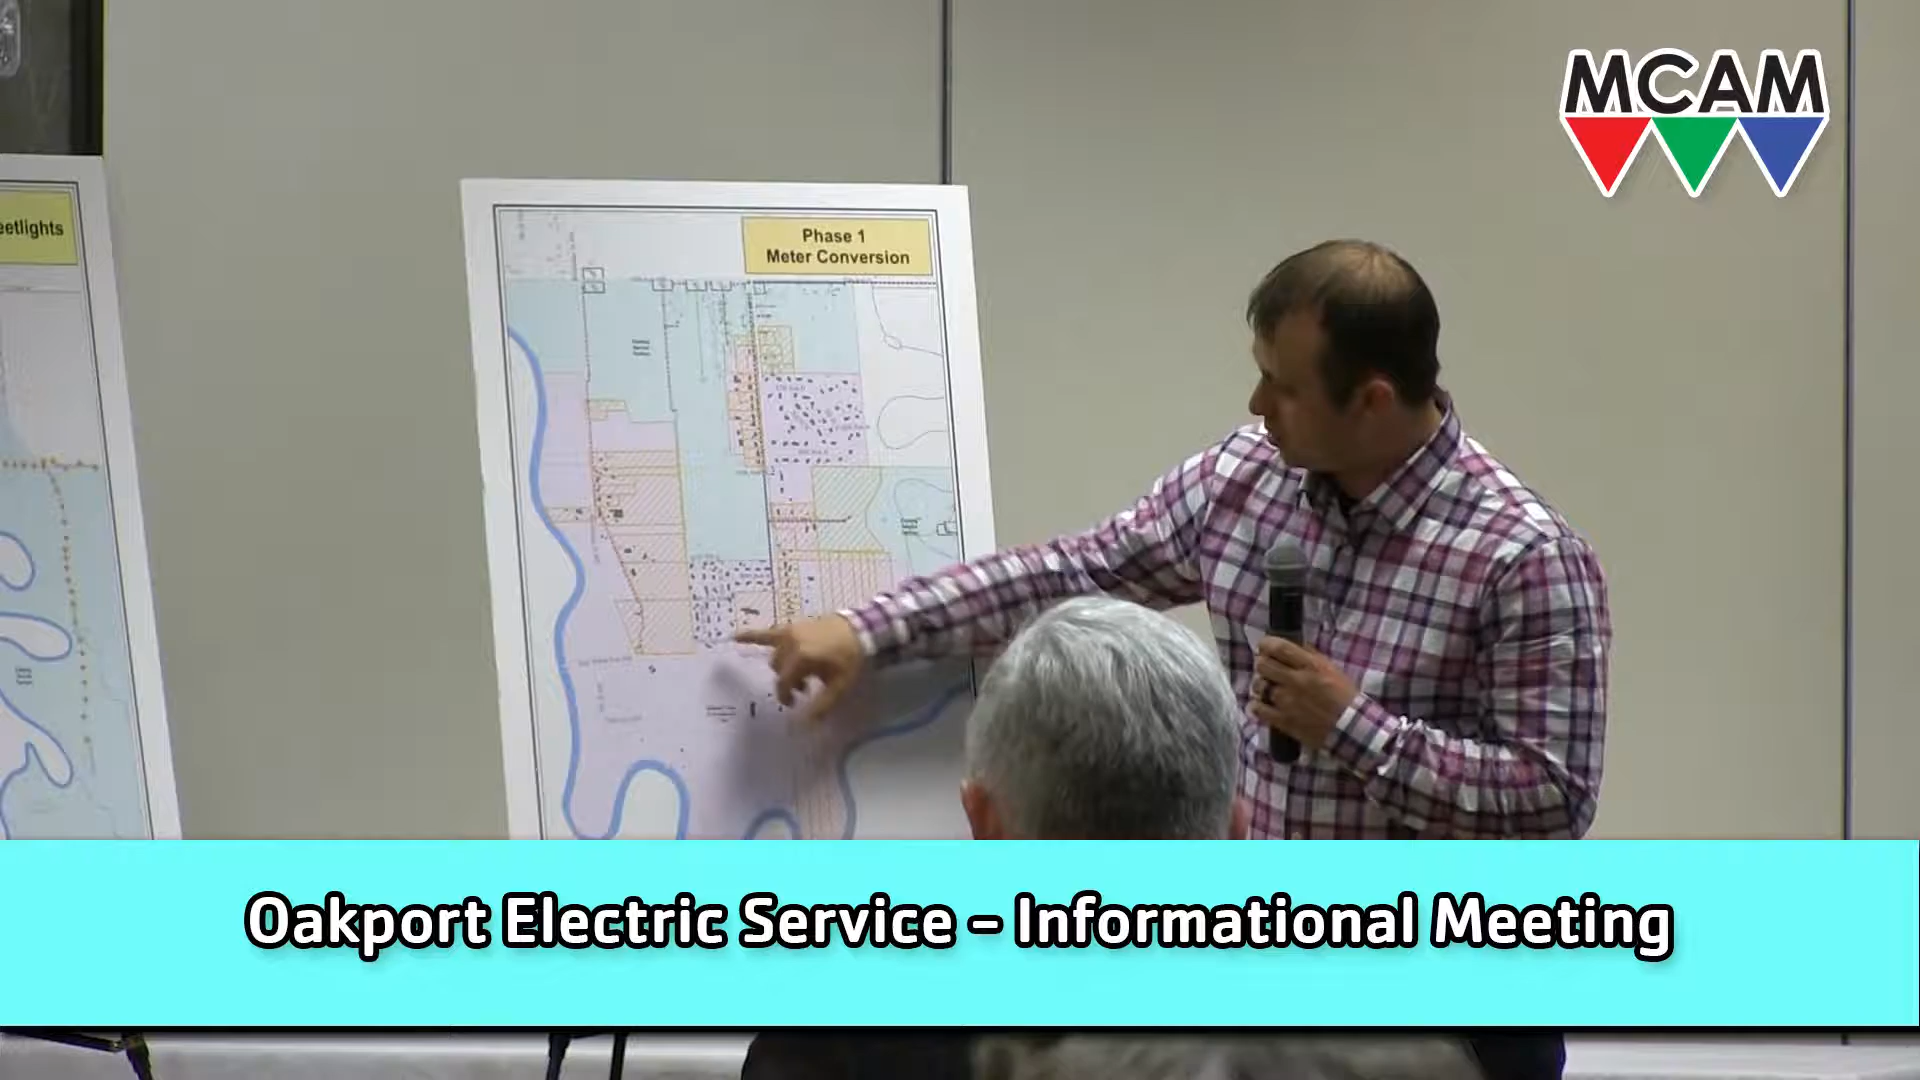 MCAM
eetlights
Phase 1
Meter Conversion
Oakport Electric Service – Informational Meeting